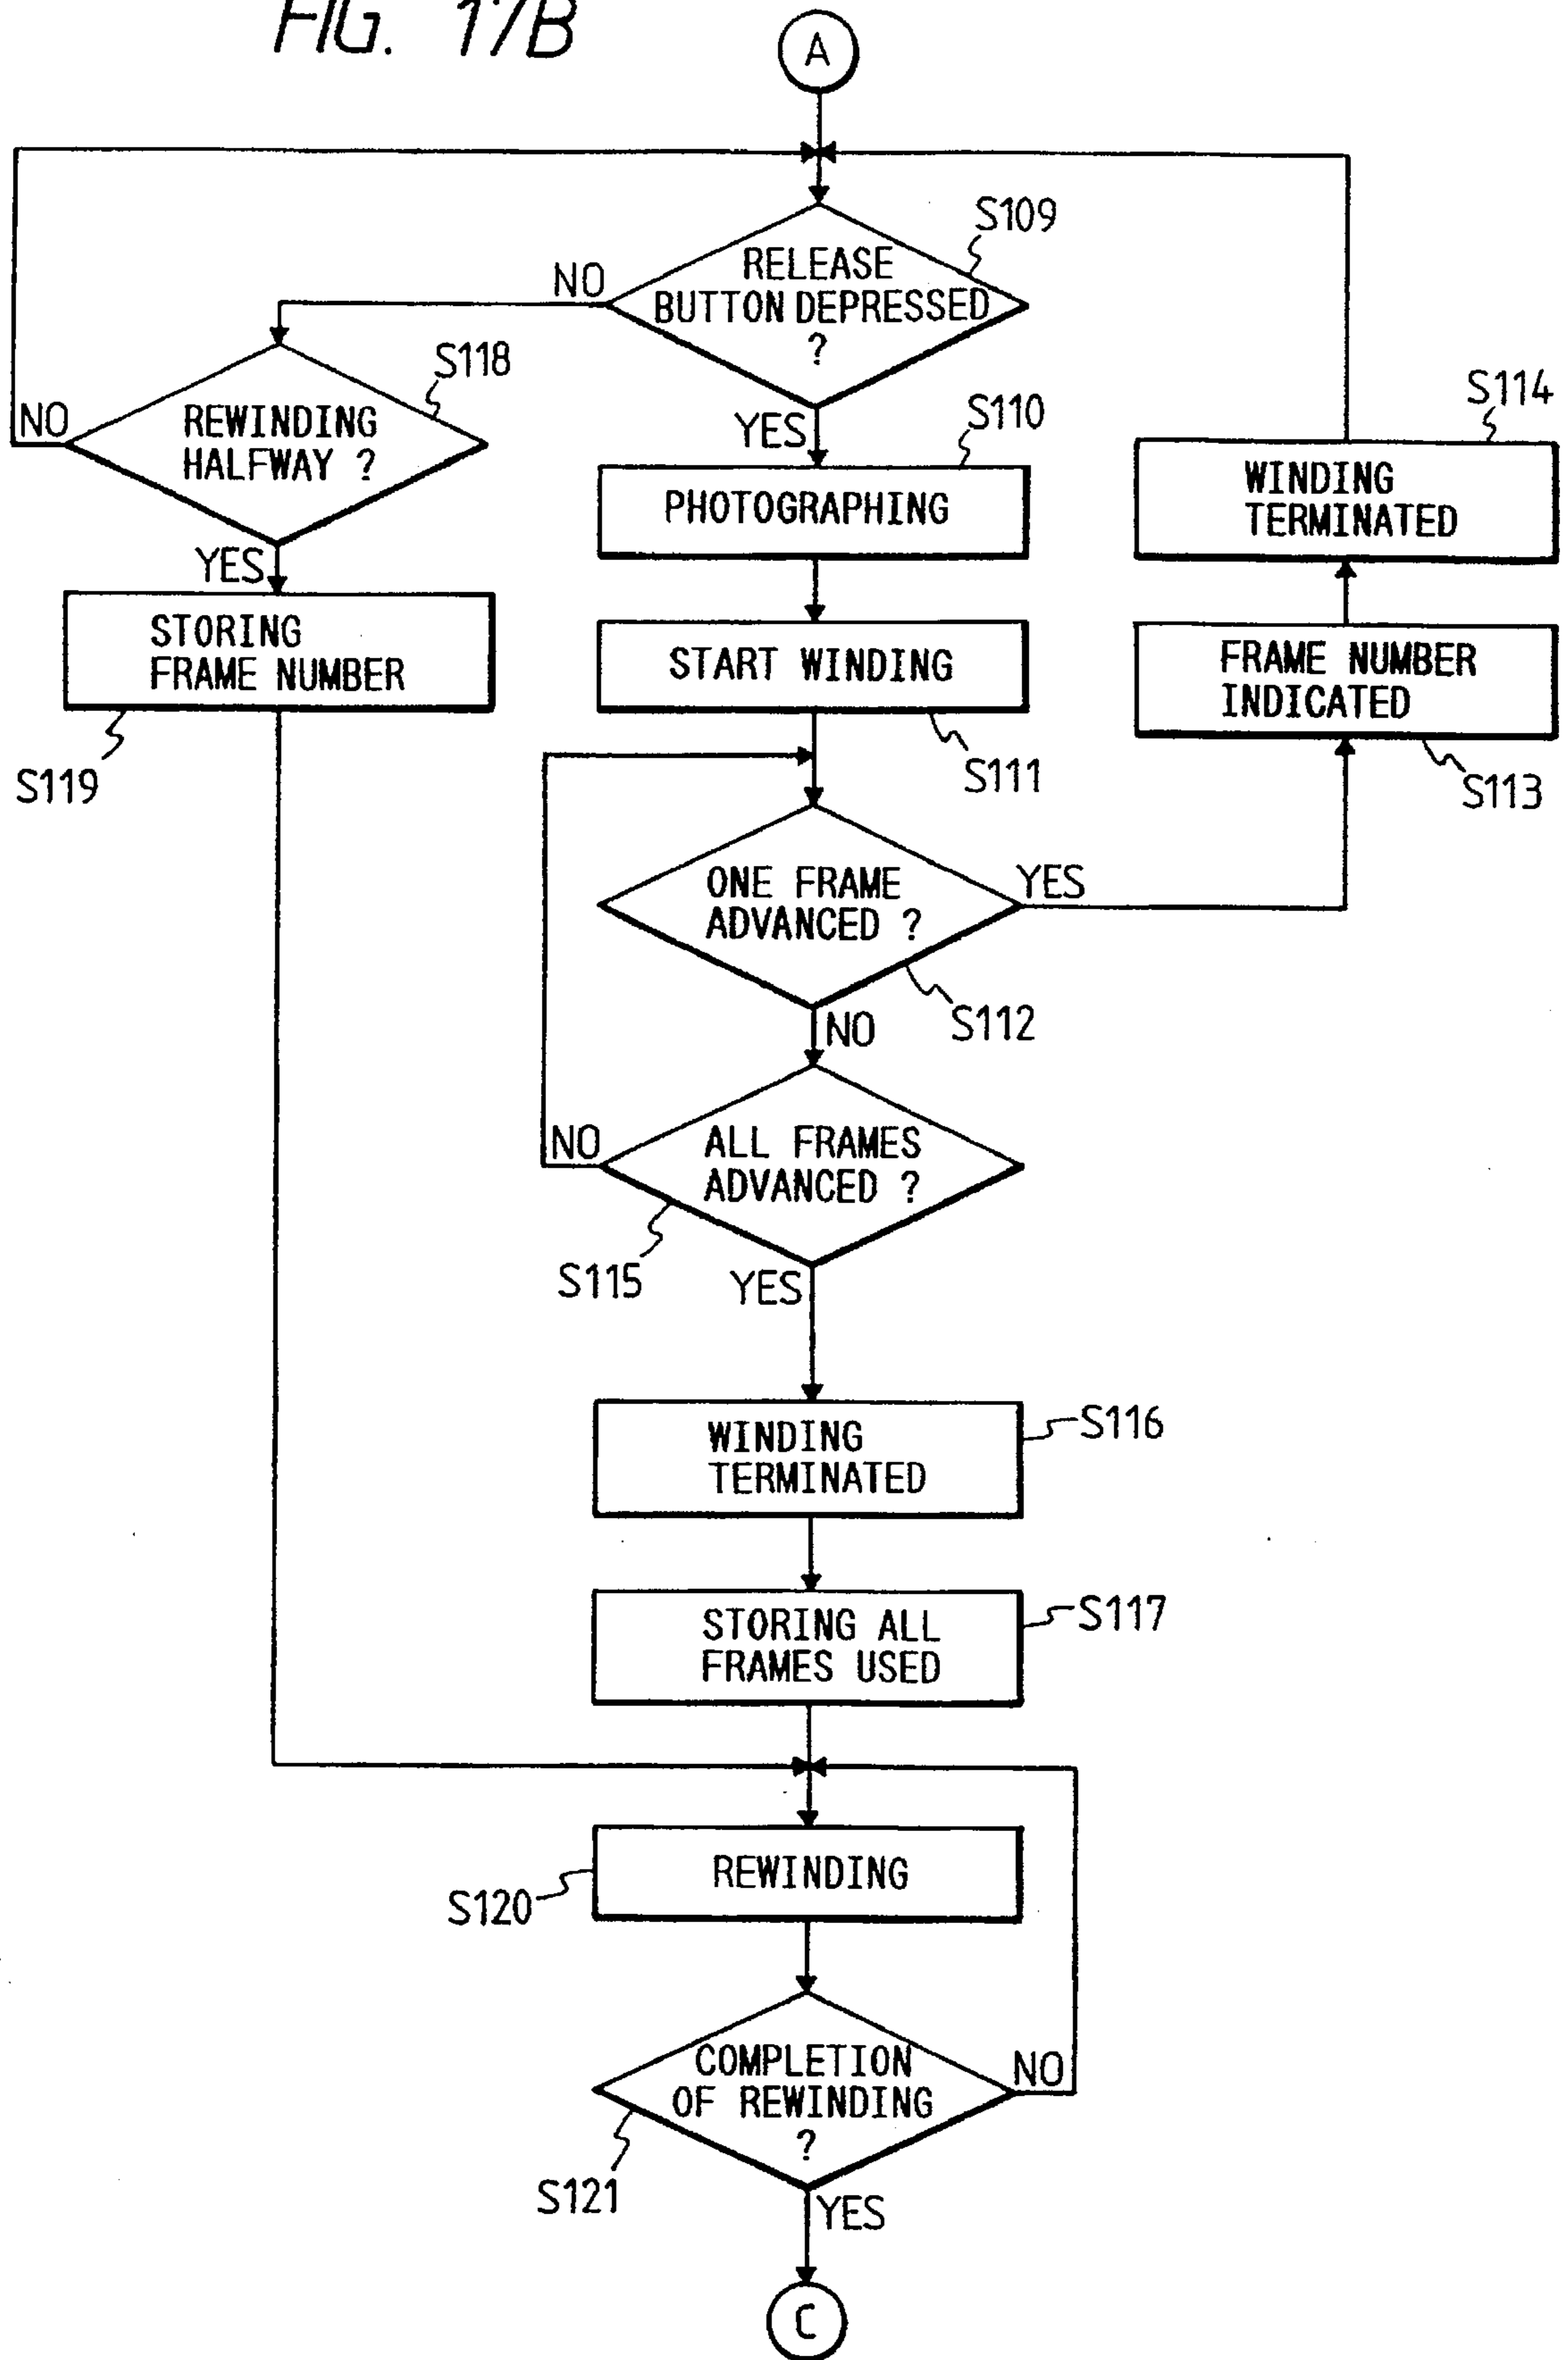 FIG. 17B
A
S109
RELEASE
BUTTON DEPRESSED
?
NO
YES
S118
REWINDING
HALFWAY ?
NO
YES
S110
PHOTOGRAPHING
S114
WINDING
TERMINATED
STORING
FRAME NUMBER
S119
START WINDING
S111
FRAME NUMBER
INDICATED
S113
ONE FRAME
ADVANCED ?
YES
S112
NO
ALL FRAMES
ADVANCED ?
NO
S115
YES
WINDING
TERMINATED
S116
STORING ALL
FRAMES USED
S117
REWINDING
S120
COMPLETION
OF REWINDING
?
NO
S121
YES
C